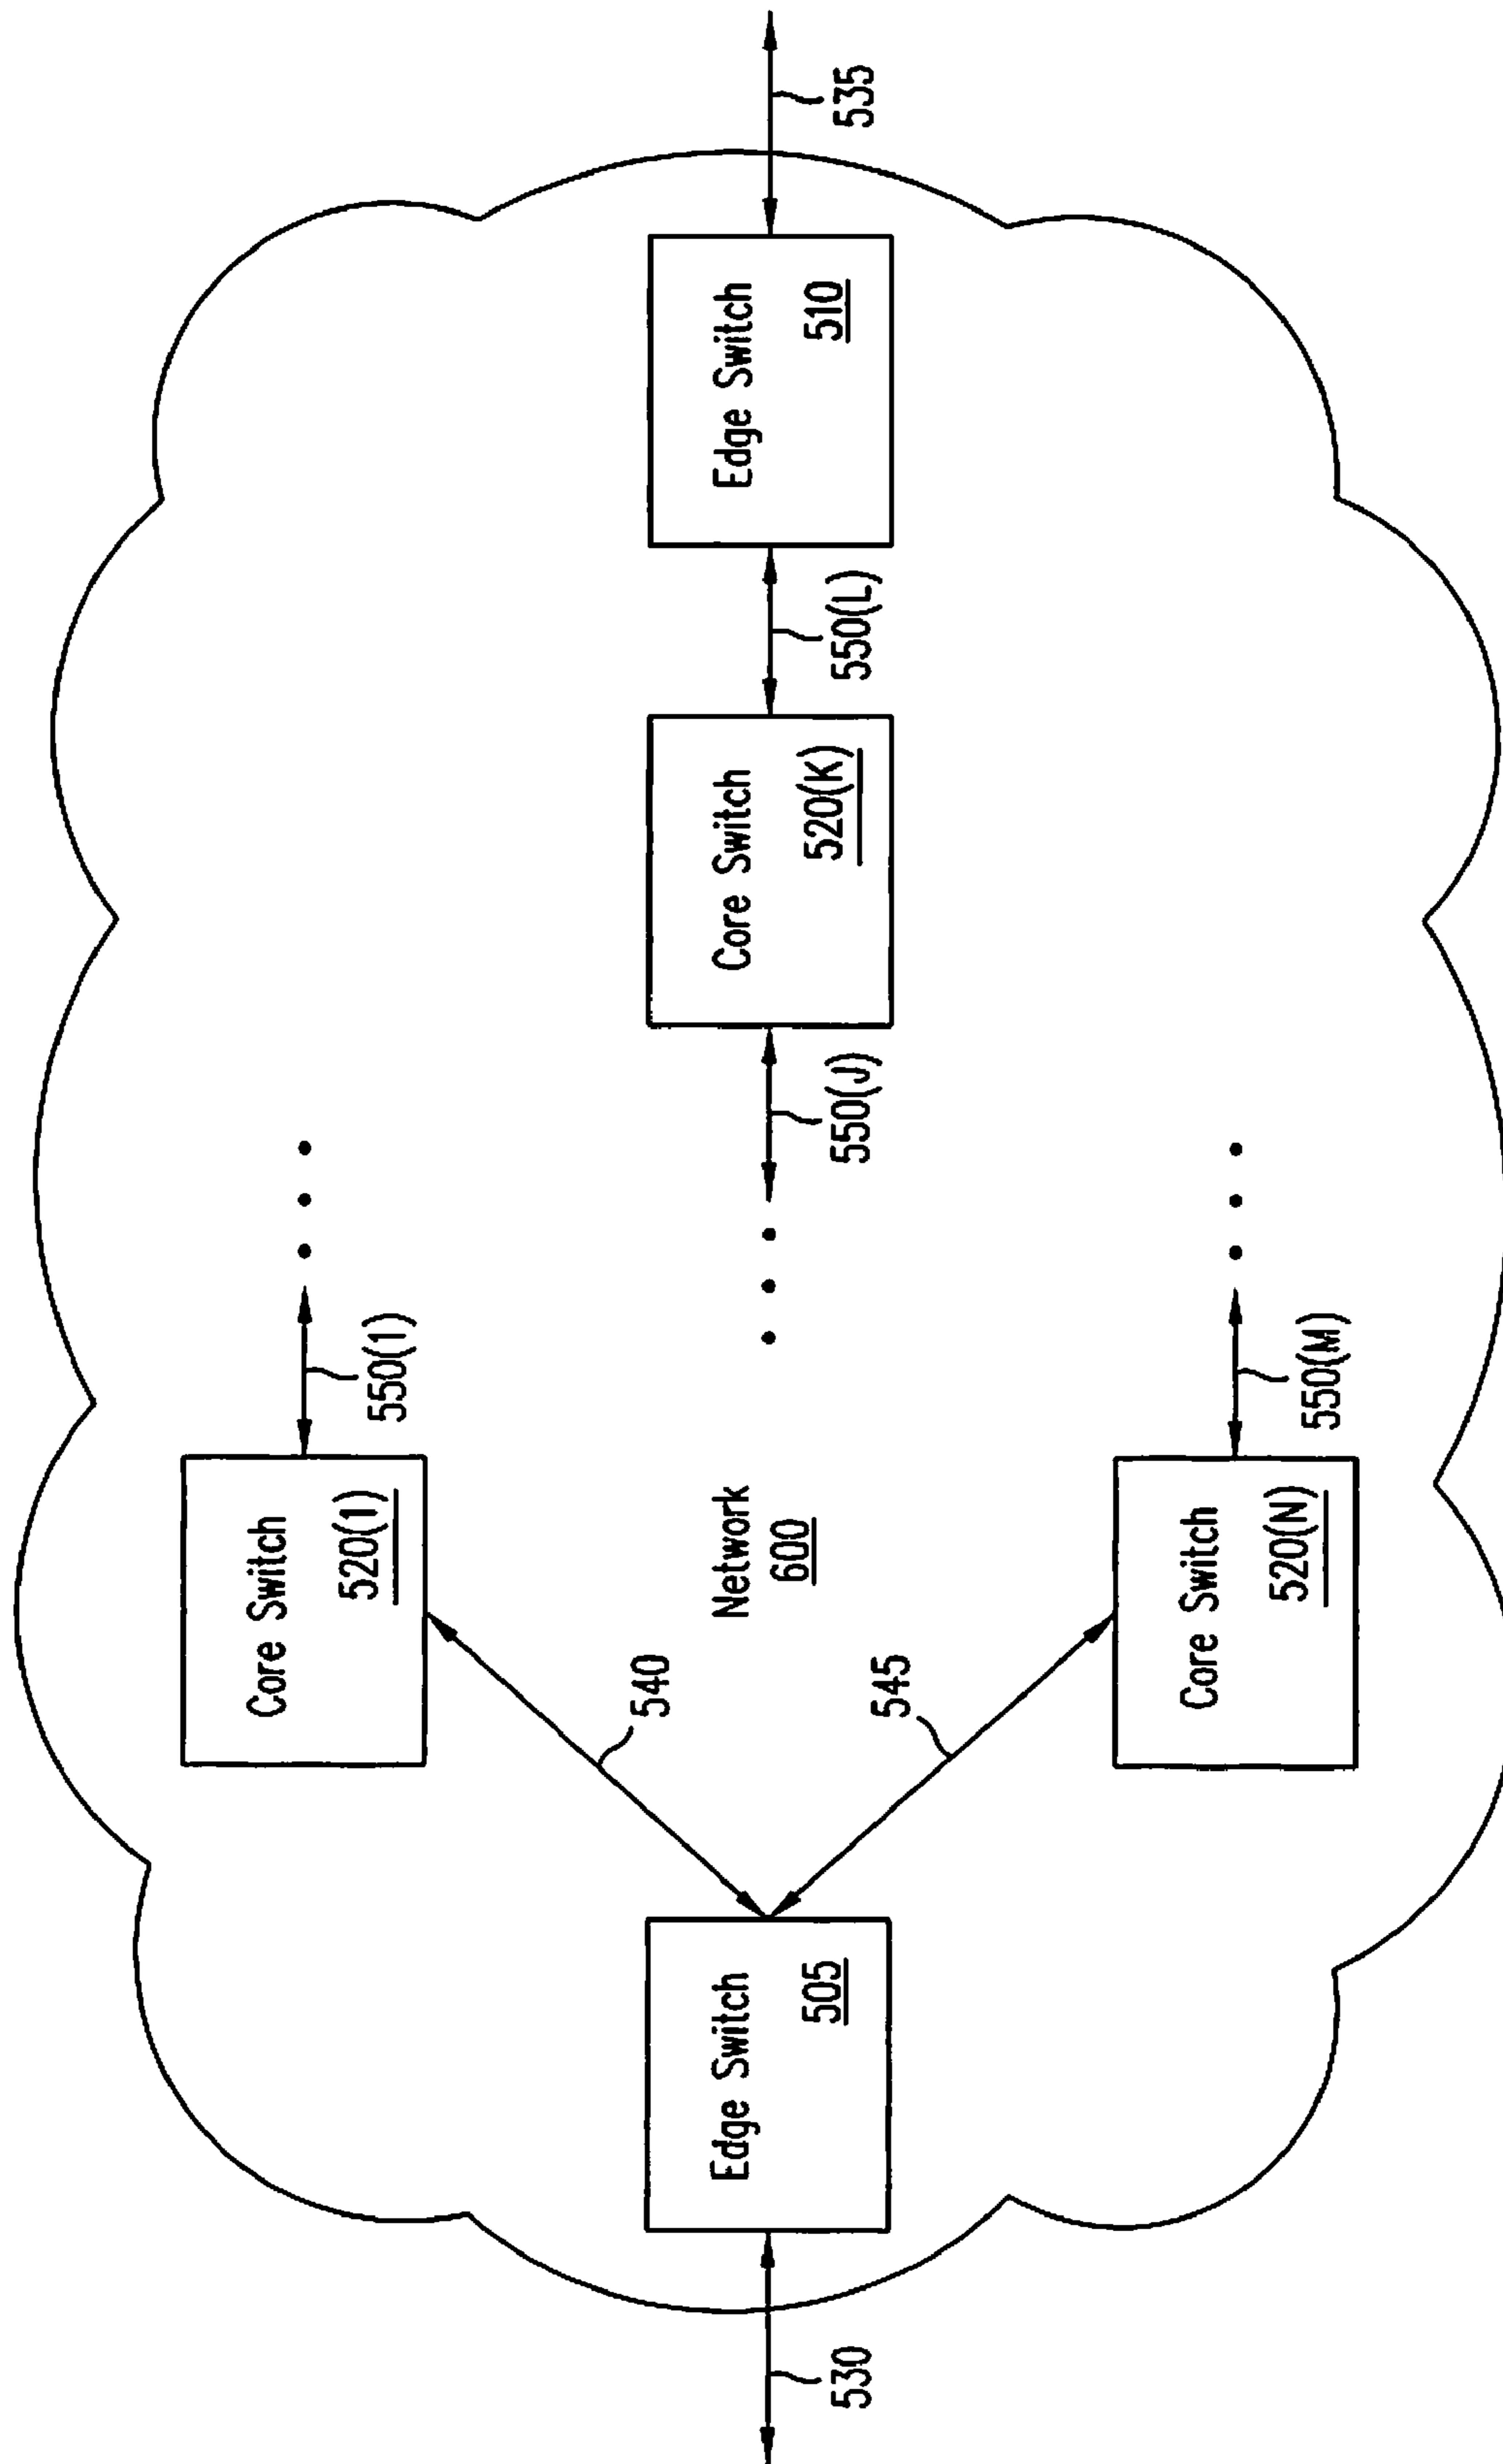 Core Switch
520(1)
550(1)
540
Edge Switch
505
530
Network
600
550(J)
Core Switch
520(K)
550(L)
Edge Switch
510
535
545
Core Switch
520(N)
550(M)